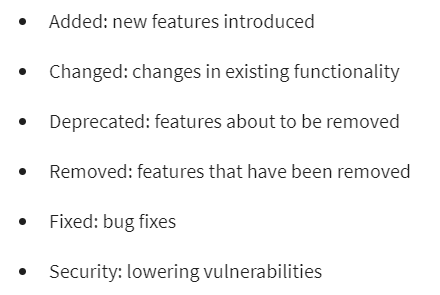 • Added: new features introduced
• Changed: changes in existing functionality
• Deprecated: features about to be removed
• Removed: features that have been removed
• Fixed: bug fixes
• Security: lowering vulnerabilities